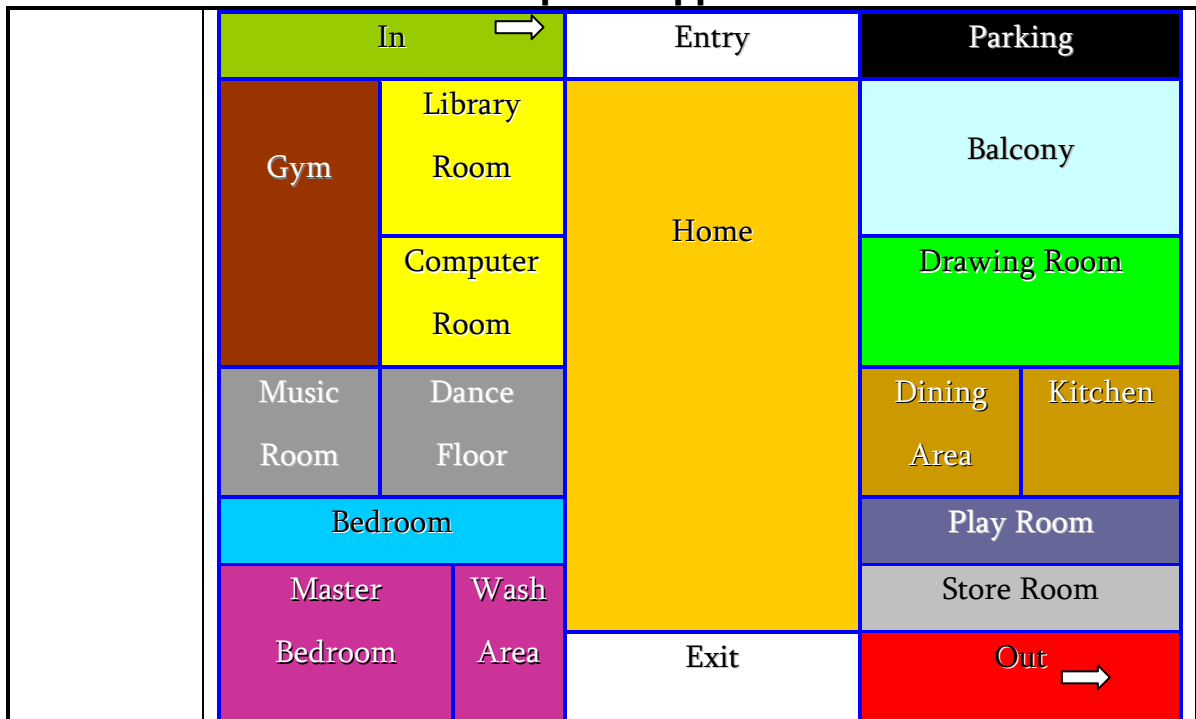 In
Entry
Parking
Gym
Library
Room
Home
Balcony
Computer
Room
Drawing Room
Music
Room
Dance
Floor
Dining
Area
Kitchen
Bedroom
Play Room
Master
Bedroom
Wash
Area
Store Room
Exit
Out